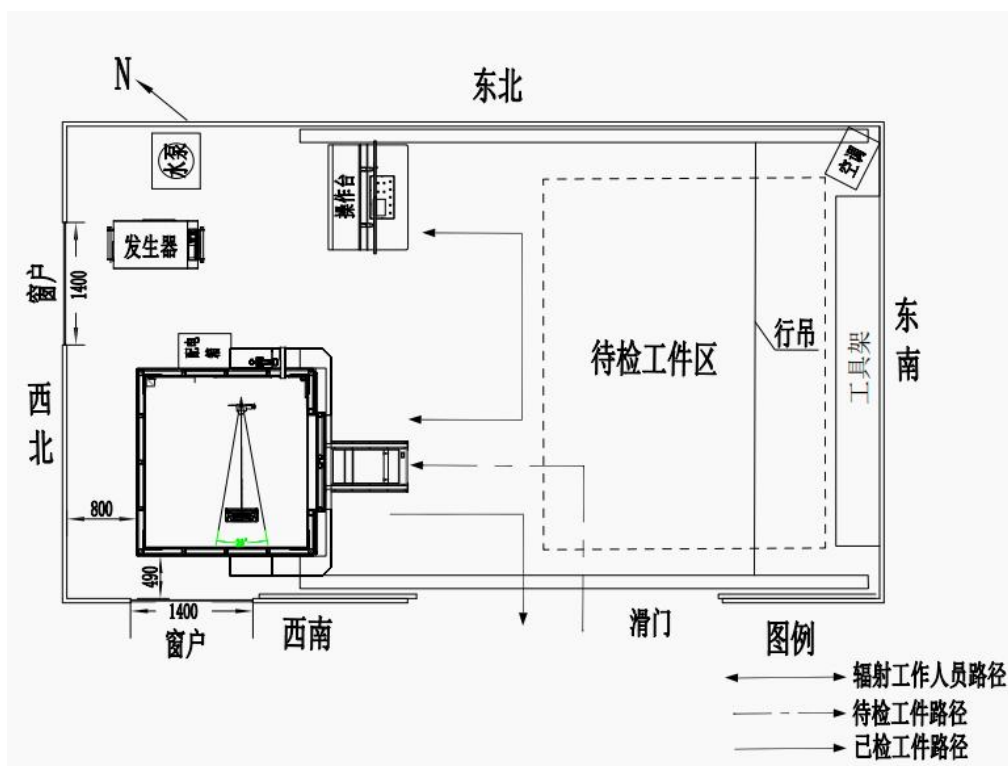 N
东北
水泵
操作台
空调
发生器
窗户
1400
配电箱
行吊
待检工件区
工具架
东南
西北
800
490
1400
窗户
西南
滑门
图例
辐射工作人员路径
待检工件路径
已检工件路径